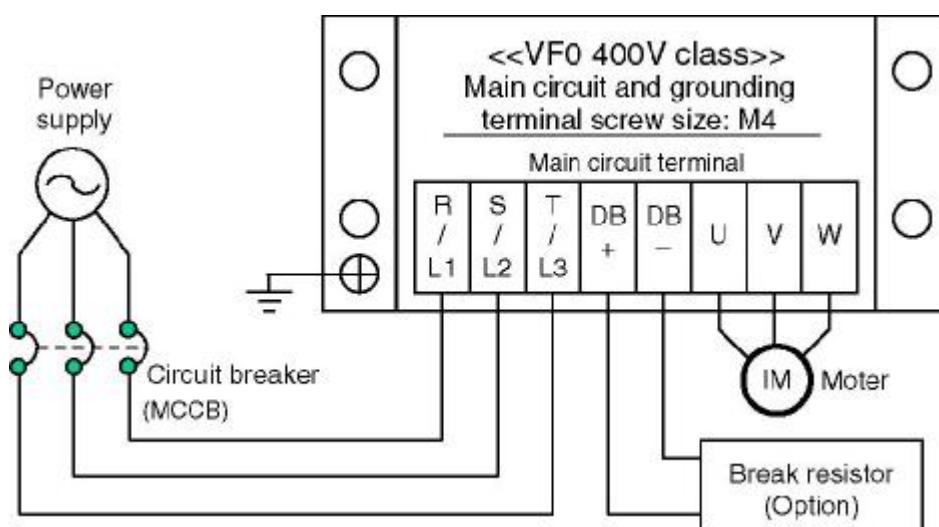 <<VF0 400V class>>
Main circuit and grounding
terminal screw size: M4
Power
supply
Main circuit terminal
R
/
L1
S
/
L2
T
/
L3
DB
+
DB
−
U
V
W
Circuit breaker
(MCCB)
IM
Moter
Break resistor
(Option)